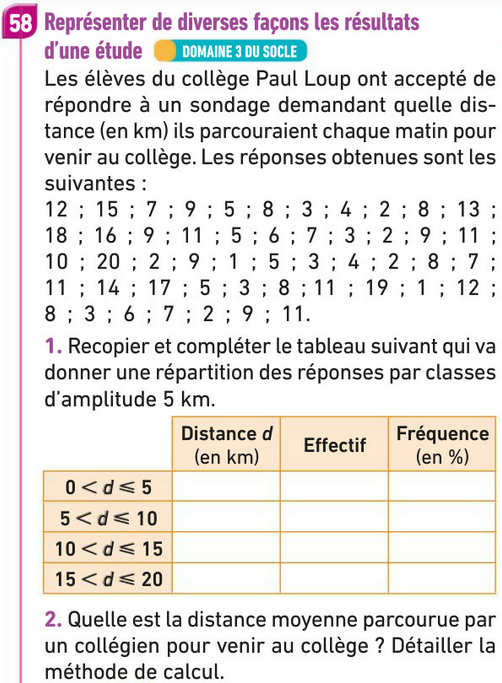 58 Représenter de diverses façons les résultats
d'une étude DOMAINE 3 DU SOCLE
Les élèves du collège Paul Loup ont accepté de
répondre à un sondage demandant quelle dis-
tance (en km) ils parcouraient chaque matin pour
venir au collège. Les réponses obtenues sont les
suivantes :
12 ; 15 ; 7 ; 9 ; 5 ; 8 ; 3 ; 4 ; 2 ; 8 ; 13 ;
18 ; 16 ; 9 ; 11 ; 5 ; 6 ; 7 ; 3 ; 2 ; 9 ; 11 ;
10 ; 20 ; 2 ; 9 ; 1 ; 5 ; 3 ; 4 ; 2 ; 8 ; 7 ;
11 ; 14 ; 17 ; 5 ; 3 ; 8 ; 11 ; 19 ; 1 ; 12 ;
8 ; 3 ; 6 ; 7 ; 2 ; 9 ; 11.
1. Recopier et compléter le tableau suivant qui va
donner une répartition des réponses par classes
d'amplitude 5 km.
Distance d
(en km)
Effectif
Fréquence
(en %)
0 < d ⩽ 5
5 < d ⩽ 10
10 < d ⩽ 15
15 < d ⩽ 20
2. Quelle est la distance moyenne parcourue par
un collégien pour venir au collège ? Détailler la
méthode de calcul.